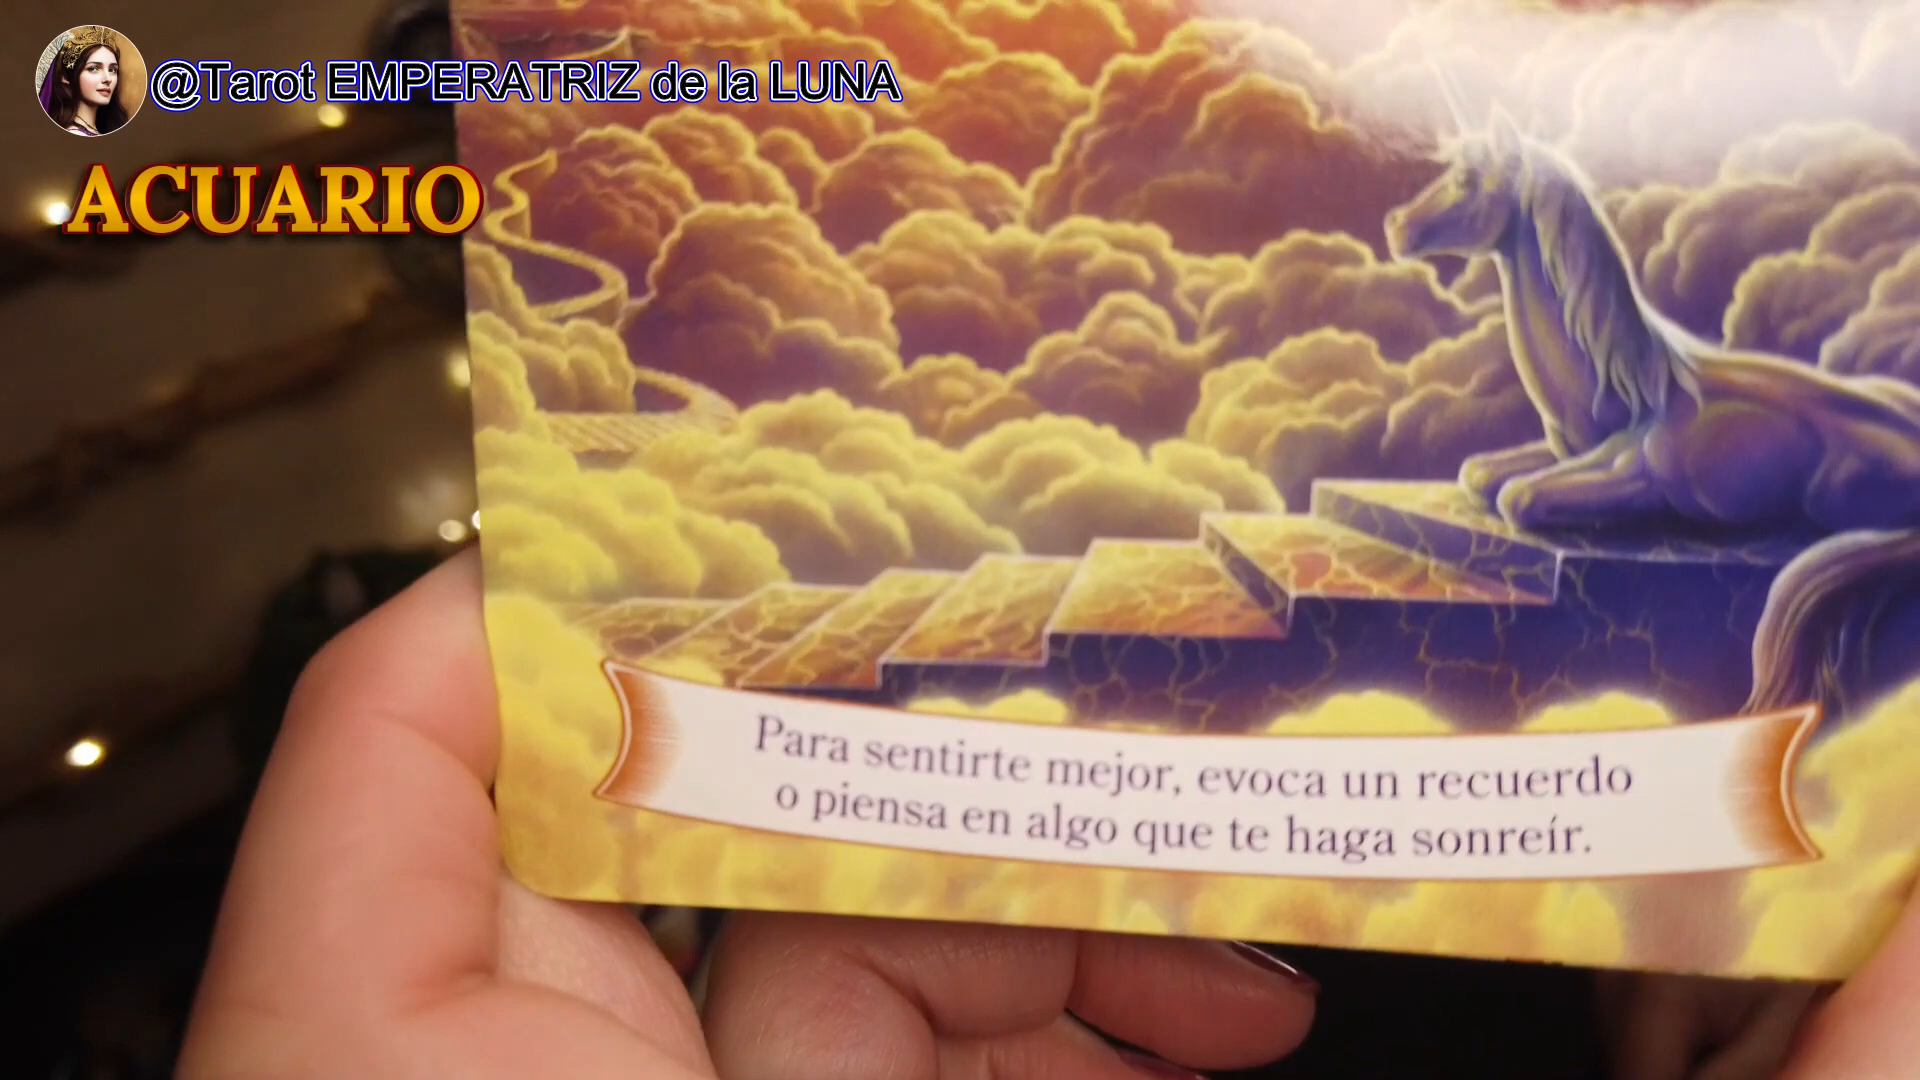 @Tarot EMPERATRIZ de la LUNA
ACUARIO
Para sentirte mejor, evoca un recuerdo
o piensa en algo que te haga sonreír.